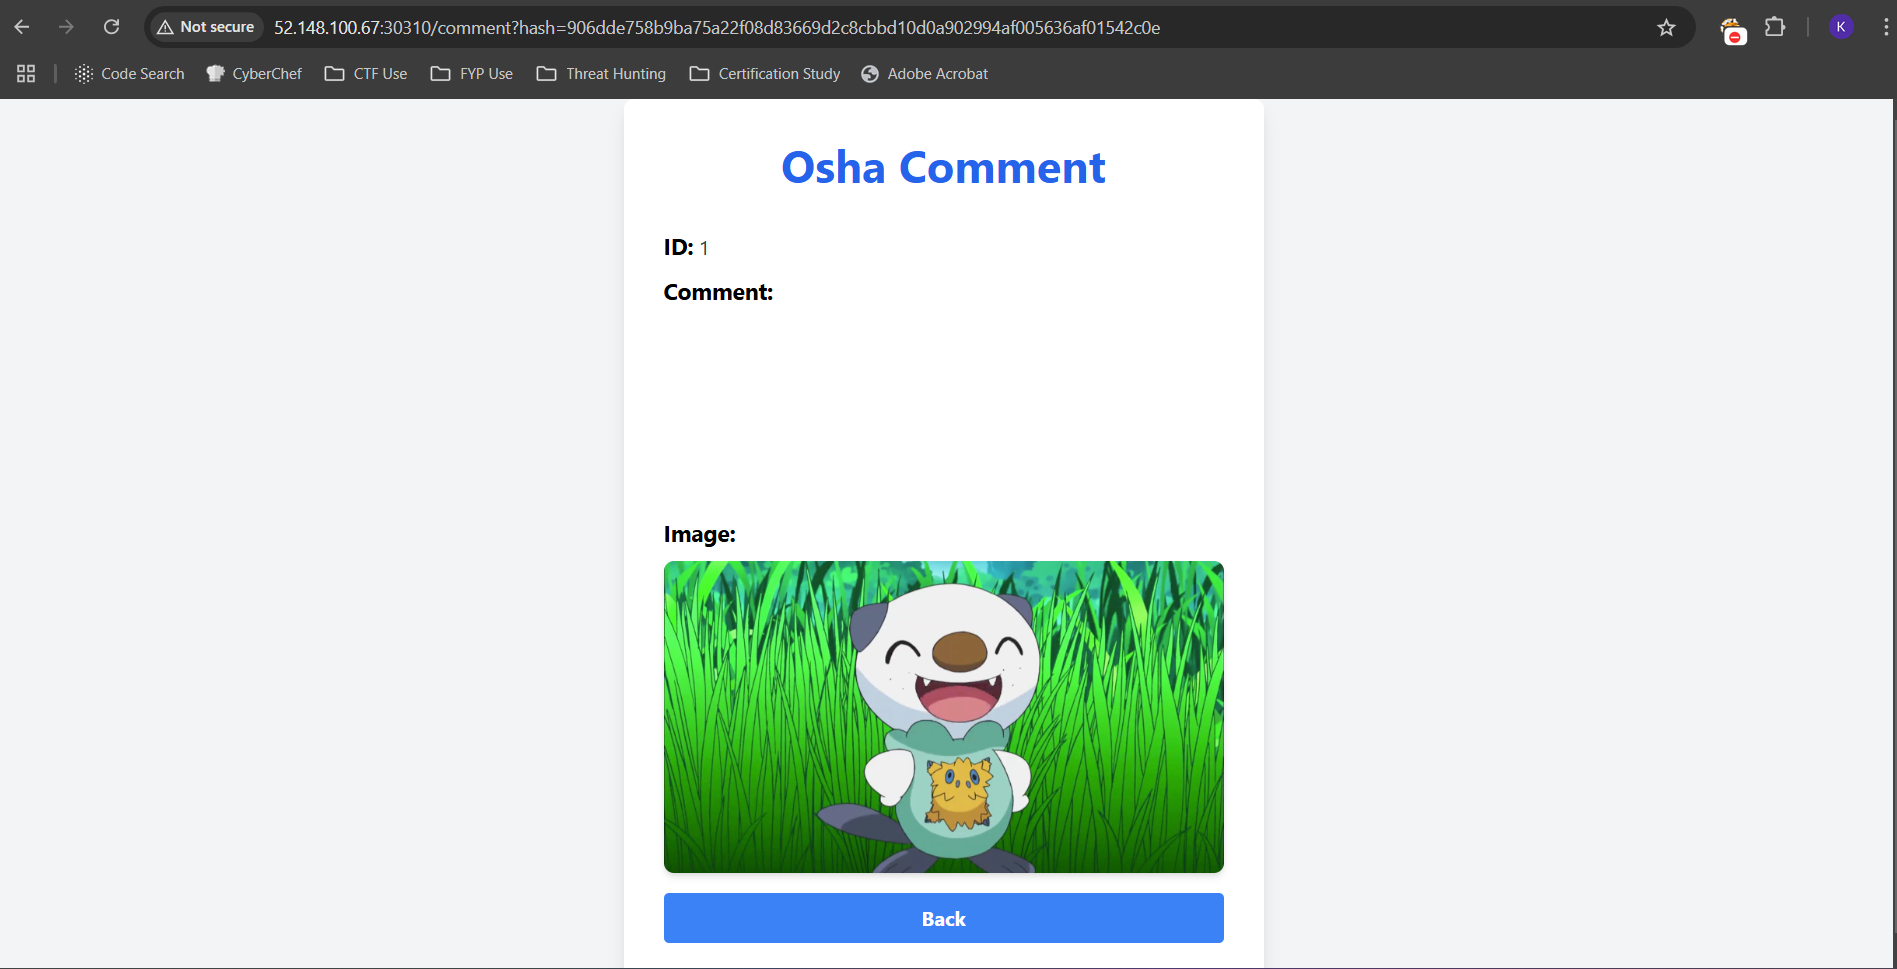 Not secure 52.148.100.67:30310/comment?hash=906dde758b9ba75a22f08d83669d2c8cbbd10d0a902994af005636af01542c0e K
Code Search CyberChef CTF Use FYP Use Threat Hunting Certification Study Adobe Acrobat
Osha Comment
ID: 1
Comment:
Image:
Back